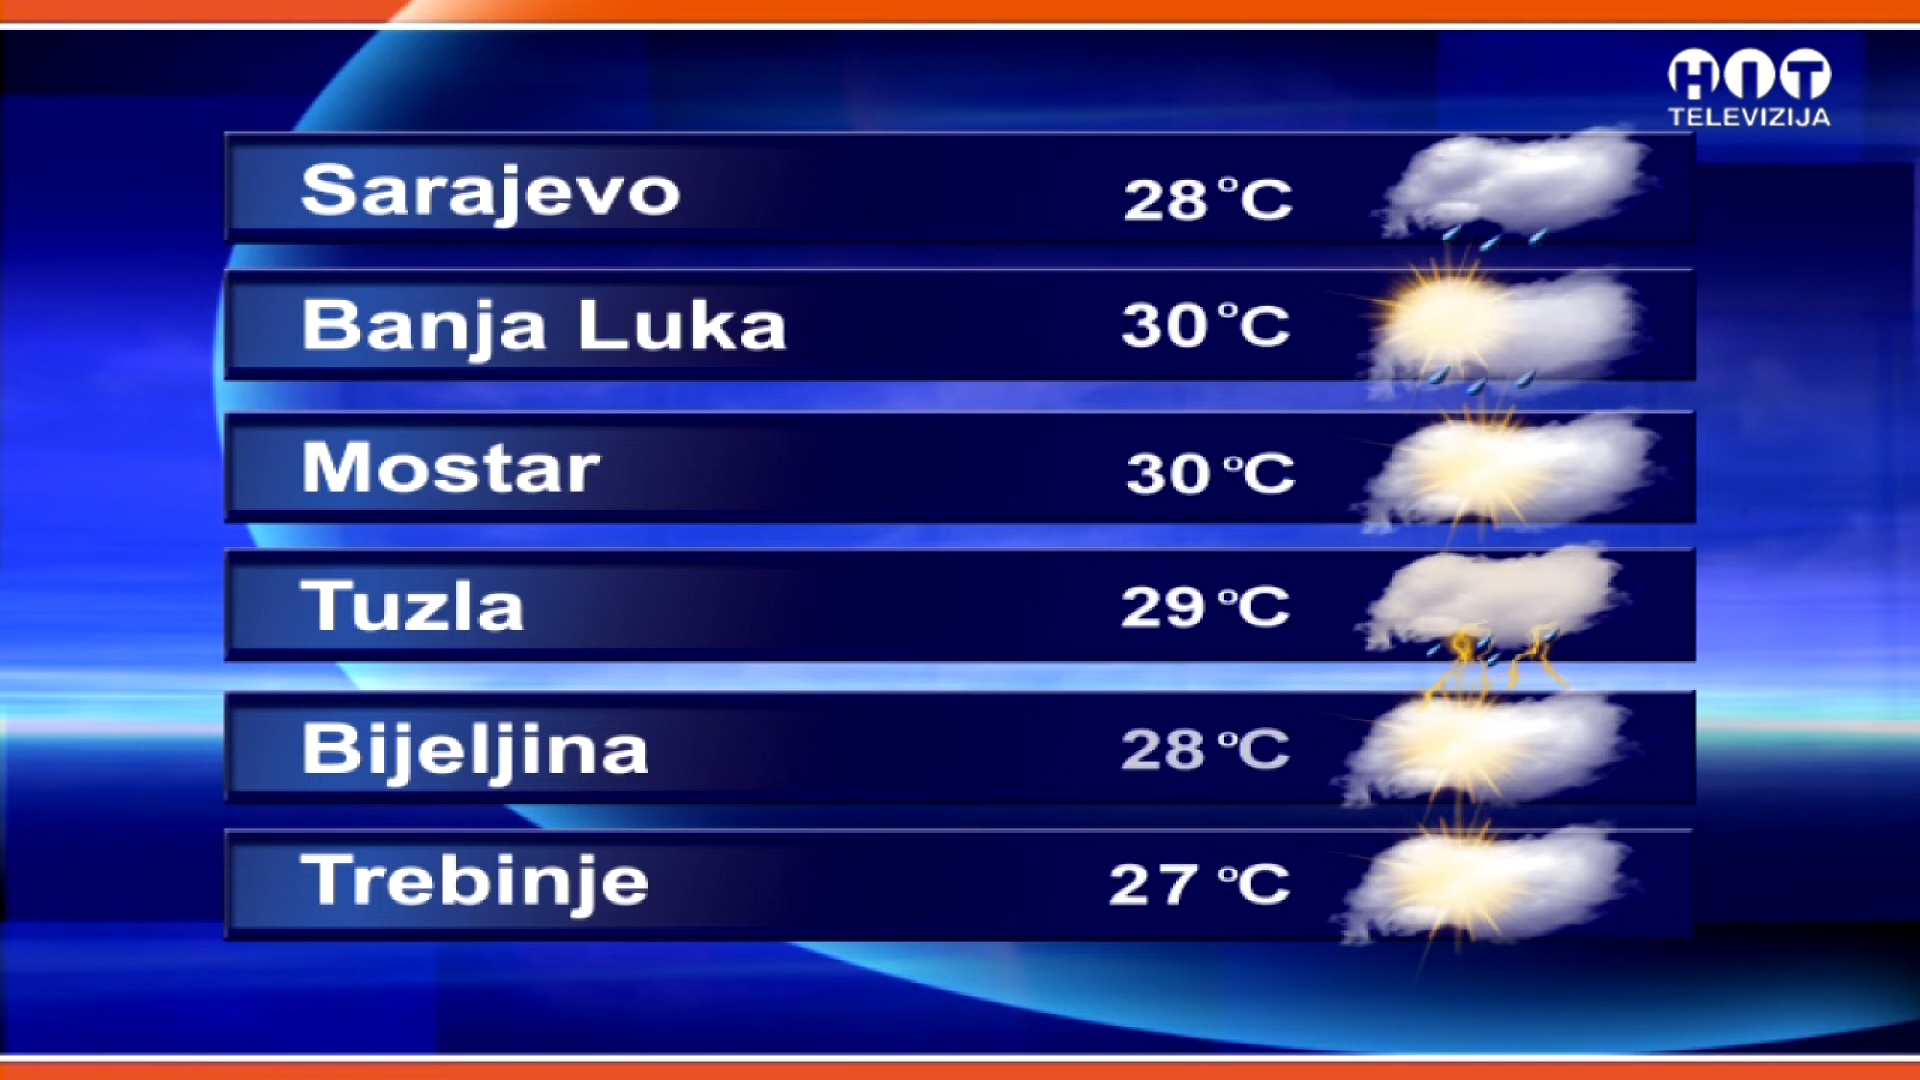 HIT
TELEVIZIJA
Sarajevo 28°C
Banja Luka 30°C
Mostar 30°C
Tuzla 29°C
Bijeljina 28°C
Trebinje 27°C